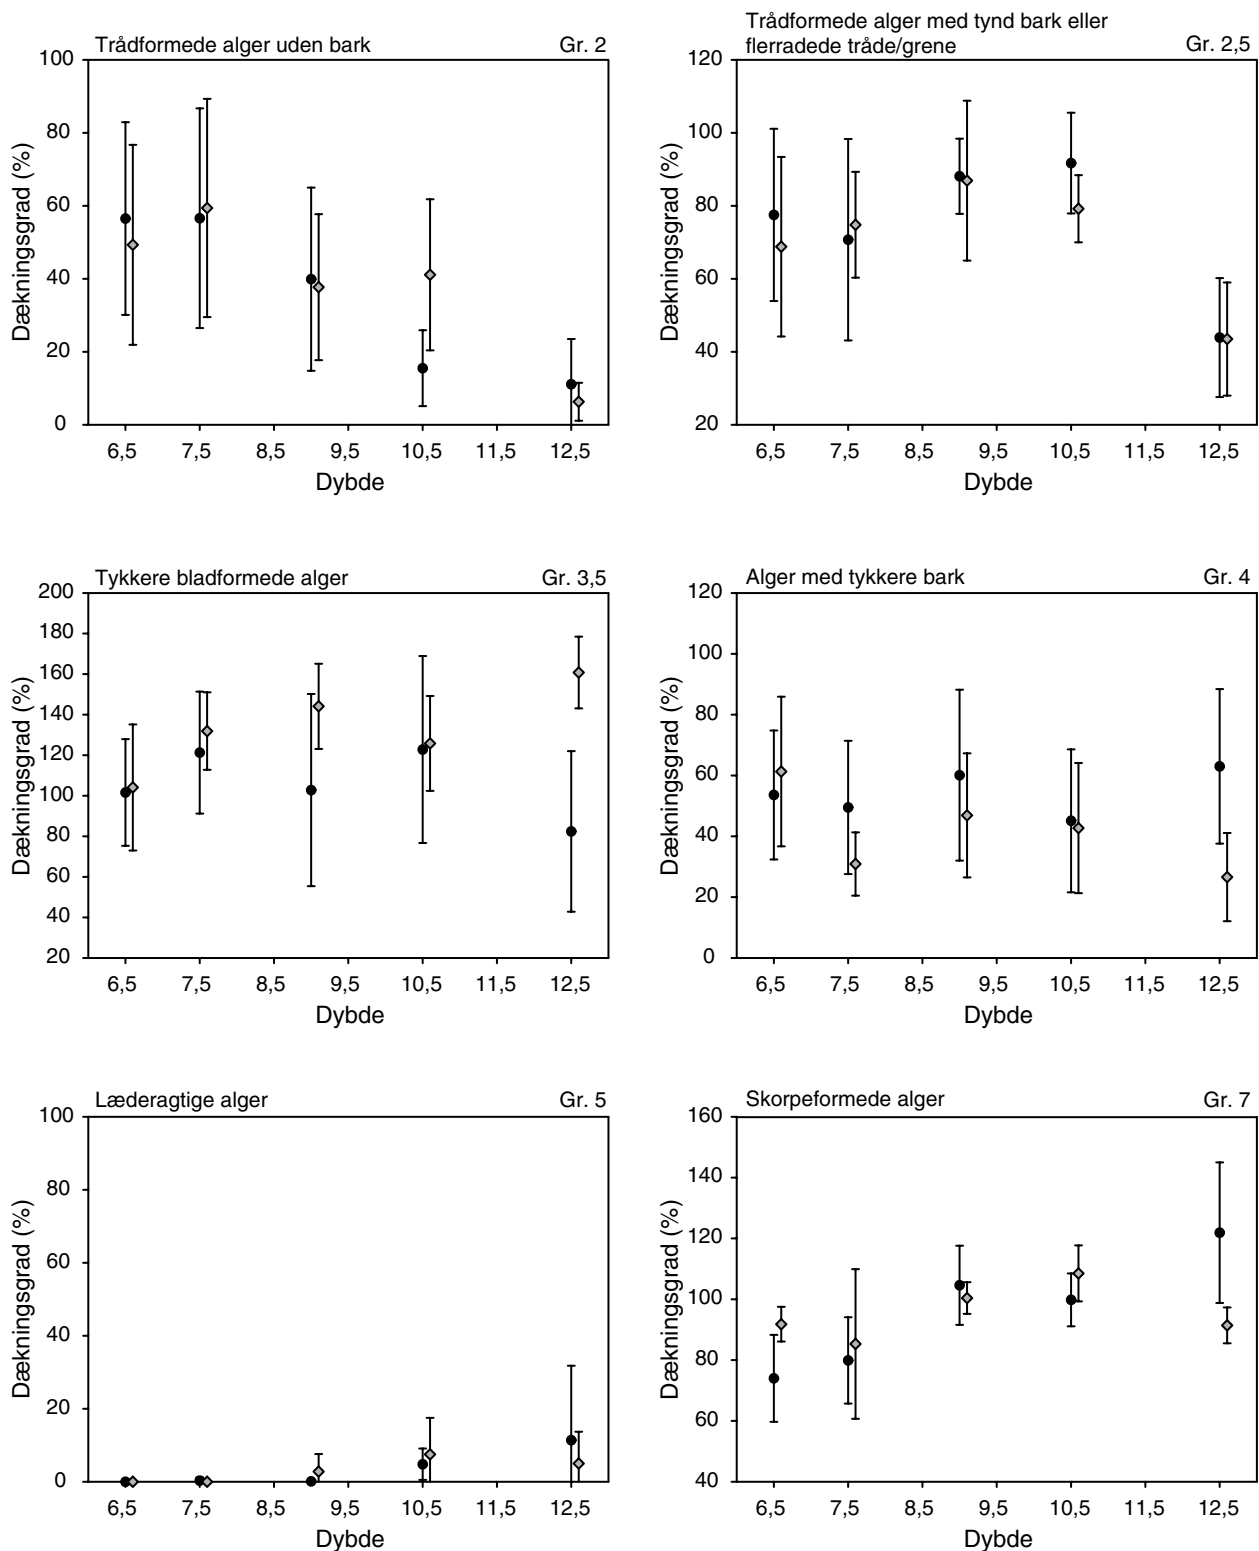 Trådformede alger uden bark Gr. 2
100
80
60
40
20
0
Dækningsgrad (%)
6,5 7,5 8,5 9,5 10,5 11,5 12,5
Dybde
Trådformede alger med tynd bark eller
flerradede tråde/grene Gr. 2,5
120
100
80
60
40
20
Dækningsgrad (%)
6,5 7,5 8,5 9,5 10,5 11,5 12,5
Dybde
Tykkere bladformede alger Gr. 3,5
200
180
160
140
120
100
80
60
40
20
Dækningsgrad (%)
6,5 7,5 8,5 9,5 10,5 11,5 12,5
Dybde
Alger med tykkere bark Gr. 4
120
100
80
60
40
20
0
Dækningsgrad (%)
6,5 7,5 8,5 9,5 10,5 11,5 12,5
Dybde
Læderagtige alger Gr. 5
100
80
60
40
20
0
Dækningsgrad (%)
6,5 7,5 8,5 9,5 10,5 11,5 12,5
Dybde
Skorpeformede alger Gr. 7
160
140
120
100
80
60
40
Dækningsgrad (%)
6,5 7,5 8,5 9,5 10,5 11,5 12,5
Dybde